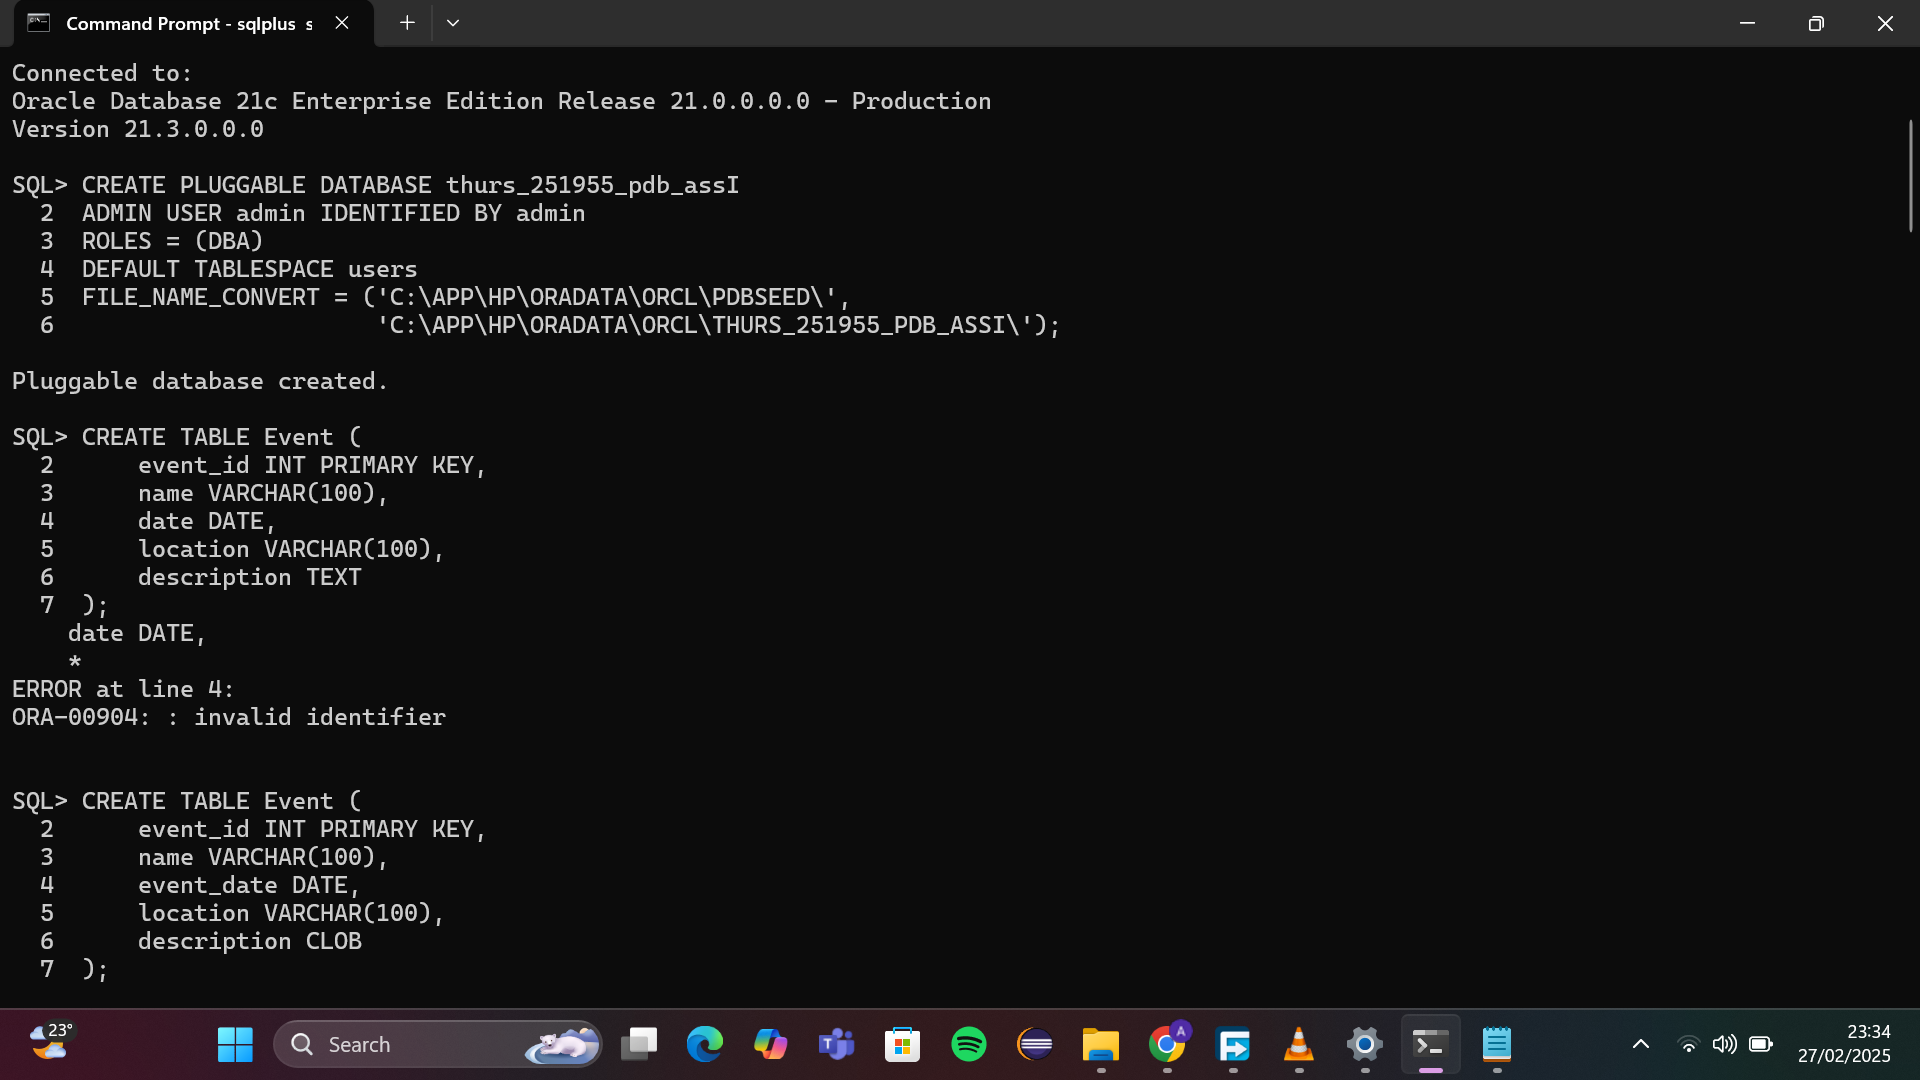 Command Prompt - sqlplus s
Connected to:
Oracle Database 21c Enterprise Edition Release 21.0.0.0.0 - Production
Version 21.3.0.0.0
SQL> CREATE PLUGGABLE DATABASE thurs_251955_pdb_assI
  2  ADMIN USER admin IDENTIFIED BY admin
  3  ROLES = (DBA)
  4  DEFAULT TABLESPACE users
  5  FILE_NAME_CONVERT = ('C:\APP\HP\ORADATA\ORCL\PDBSEED\',
  6                       'C:\APP\HP\ORADATA\ORCL\THURS_251955_PDB_ASSI\');
Pluggable database created.
SQL> CREATE TABLE Event (
  2      event_id INT PRIMARY KEY,
  3      name VARCHAR(100),
  4      date DATE,
  5      location VARCHAR(100),
  6      description TEXT
  7  );
    date DATE,
    *
ERROR at line 4:
ORA-00904: : invalid identifier
SQL> CREATE TABLE Event (
  2      event_id INT PRIMARY KEY,
  3      name VARCHAR(100),
  4      event_date DATE,
  5      location VARCHAR(100),
  6      description CLOB
  7  );
23°
Search
A
23:34
27/02/2025